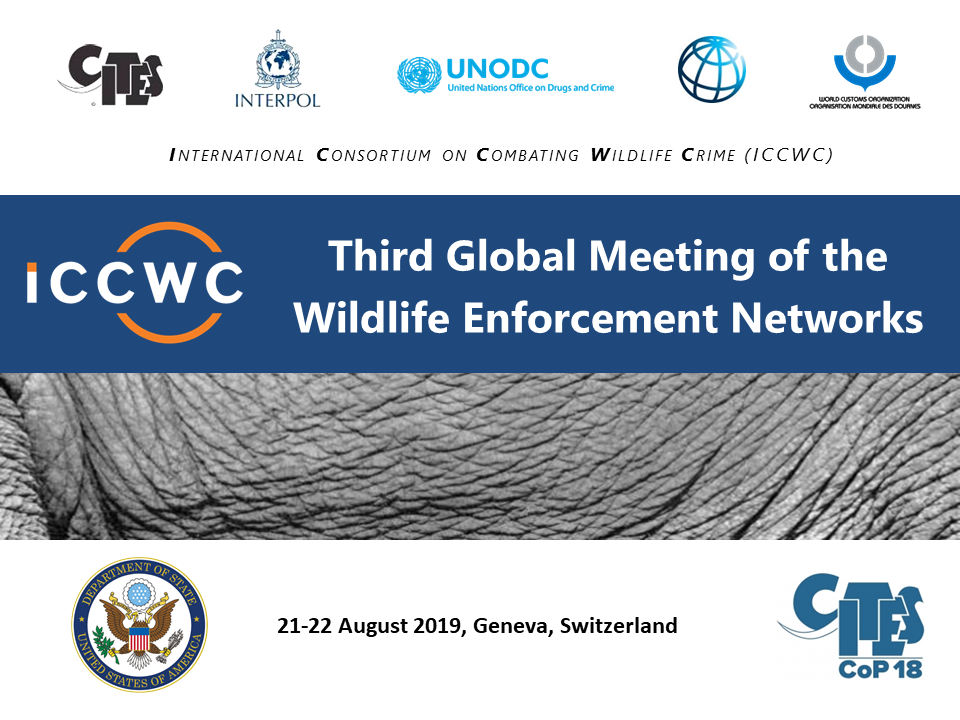 CITES
INTERPOL
UNODC
United Nations Office on Drugs and Crime
WORLD CUSTOMS ORGANIZATION
ORGANISATION MONDIALE DES DOUANES
INTERNATIONAL CONSORTIUM ON COMBATING WILDLIFE CRIME (ICCWC)
iCCWC
Third Global Meeting of the
Wildlife Enforcement Networks
DEPARTMENT OF STATE
UNITED STATES OF AMERICA
21-22 August 2019, Geneva, Switzerland
CITES
CoP 18